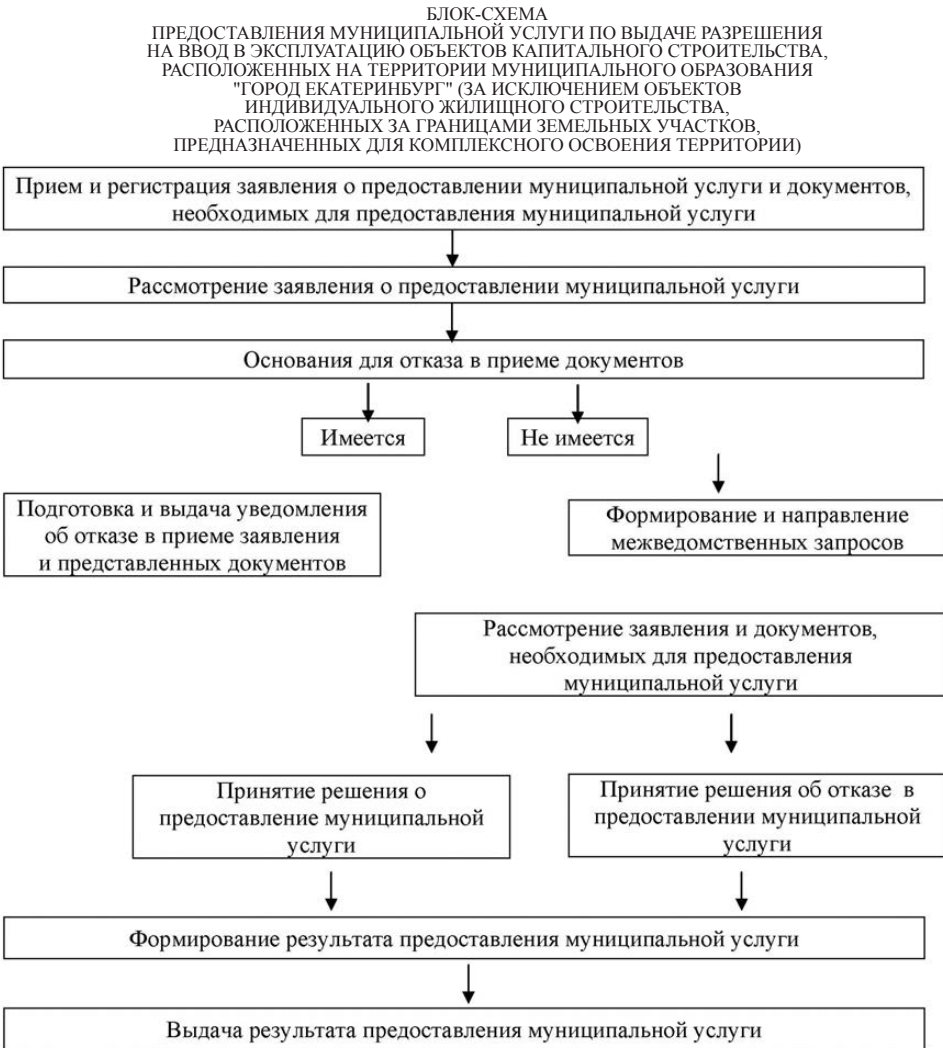 БЛОК-СХЕМА
ПРЕДОСТАВЛЕНИЯ МУНИЦИПАЛЬНОЙ УСЛУГИ ПО ВЫДАЧЕ РАЗРЕШЕНИЯ
НА ВВОД В ЭКСПЛУАТАЦИЮ ОБЪЕКТОВ КАПИТАЛЬНОГО СТРОИТЕЛЬСТВА,
РАСПОЛОЖЕННЫХ НА ТЕРРИТОРИИ МУНИЦИПАЛЬНОГО ОБРАЗОВАНИЯ
"ГОРОД ЕКАТЕРИНБУРГ" (ЗА ИСКЛЮЧЕНИЕМ ОБЪЕКТОВ
ИНДИВИДУАЛЬНОГО ЖИЛИЩНОГО СТРОИТЕЛЬСТВА,
РАСПОЛОЖЕННЫХ ЗА ГРАНИЦАМИ ЗЕМЕЛЬНЫХ УЧАСТКОВ,
ПРЕДНАЗНАЧЕННЫХ ДЛЯ КОМПЛЕКСНОГО ОСВОЕНИЯ ТЕРРИТОРИИ)
Прием и регистрация заявления о предоставлении муниципальной услуги и документов,
необходимых для предоставления муниципальной услуги
Рассмотрение заявления о предоставлении муниципальной услуги
Основания для отказа в приеме документов
Имеется
Не имеется
Подготовка и выдача уведомления
об отказе в приеме заявления
и представленных документов
Формирование и направление
межведомственных запросов
Рассмотрение заявления и документов,
необходимых для предоставления
муниципальной услуги
Принятие решения о
предоставление муниципальной
услуги
Принятие решения об отказе в
предоставлении муниципальной
услуги
Формирование результата предоставления муниципальной услуги
Выдача результата предоставления муниципальной услуги